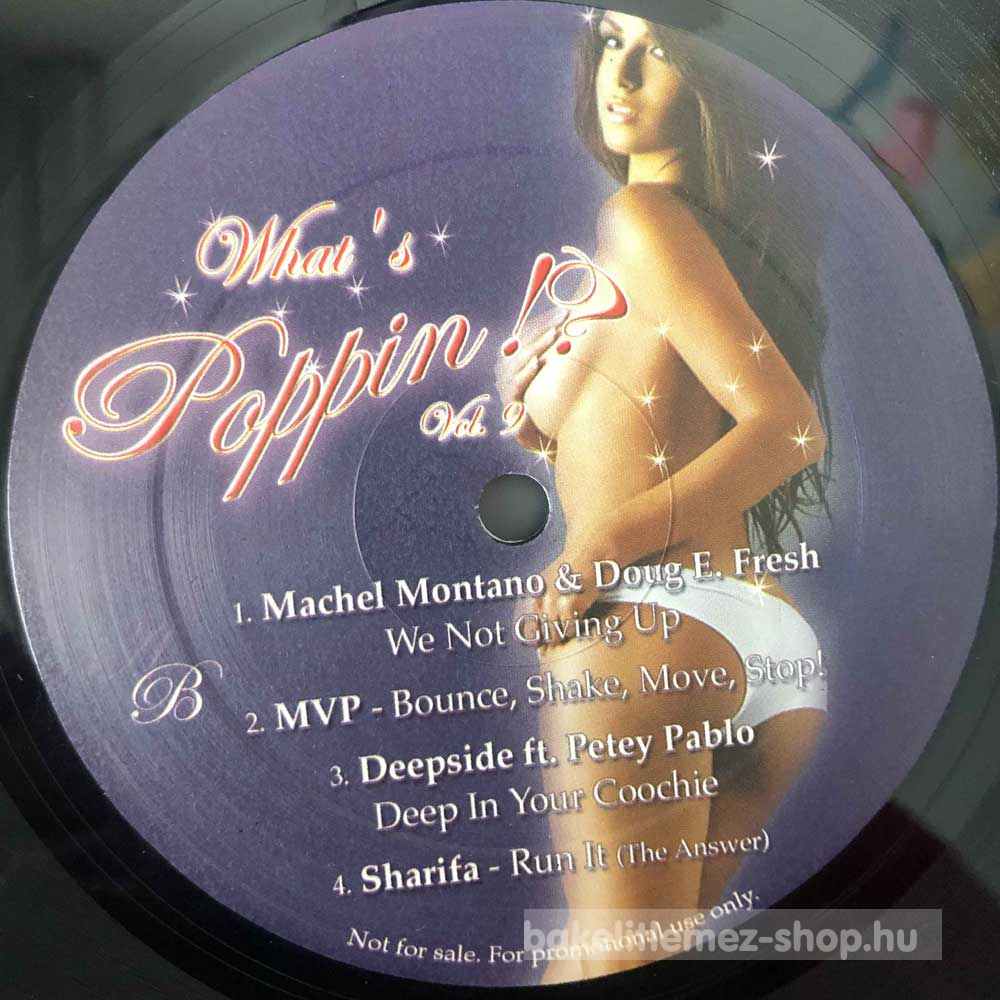 What's
Poppin!?
Vol. 9
1. Machel Montano & Doug E. Fresh
We Not Giving Up
B
2. MVP - Bounce, Shake, Move, Stop!
3. Deepside ft. Petey Pablo
Deep In Your Coochie
4. Sharifa - Run It (The Answer)
Not for sale. For promotional use only.
bakelitlemez-shop.hu